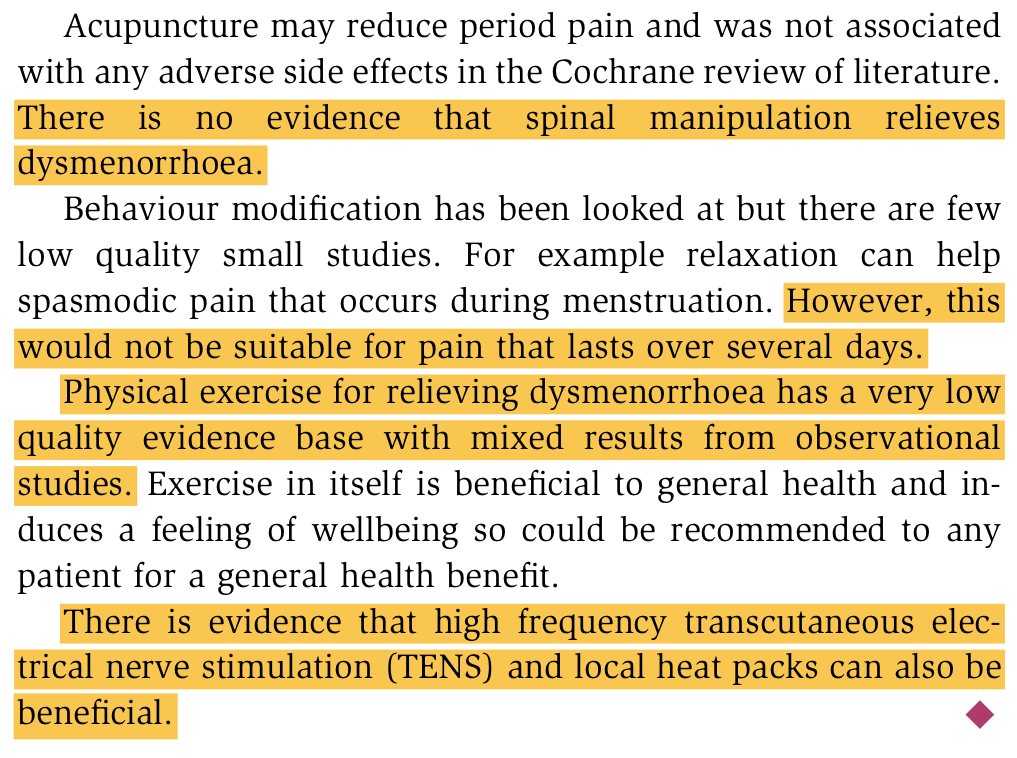 Acupuncture may reduce period pain and was not associated
with any adverse side effects in the Cochrane review of literature.
There is no evidence that spinal manipulation relieves
dysmenorrhoea.
Behaviour modification has been looked at but there are few
low quality small studies. For example relaxation can help
spasmodic pain that occurs during menstruation. However, this
would not be suitable for pain that lasts over several days.
Physical exercise for relieving dysmenorrhoea has a very low
quality evidence base with mixed results from observational
studies. Exercise in itself is beneficial to general health and in-
duces a feeling of wellbeing so could be recommended to any
patient for a general health benefit.
There is evidence that high frequency transcutaneous elec-
trical nerve stimulation (TENS) and local heat packs can also be
beneficial.